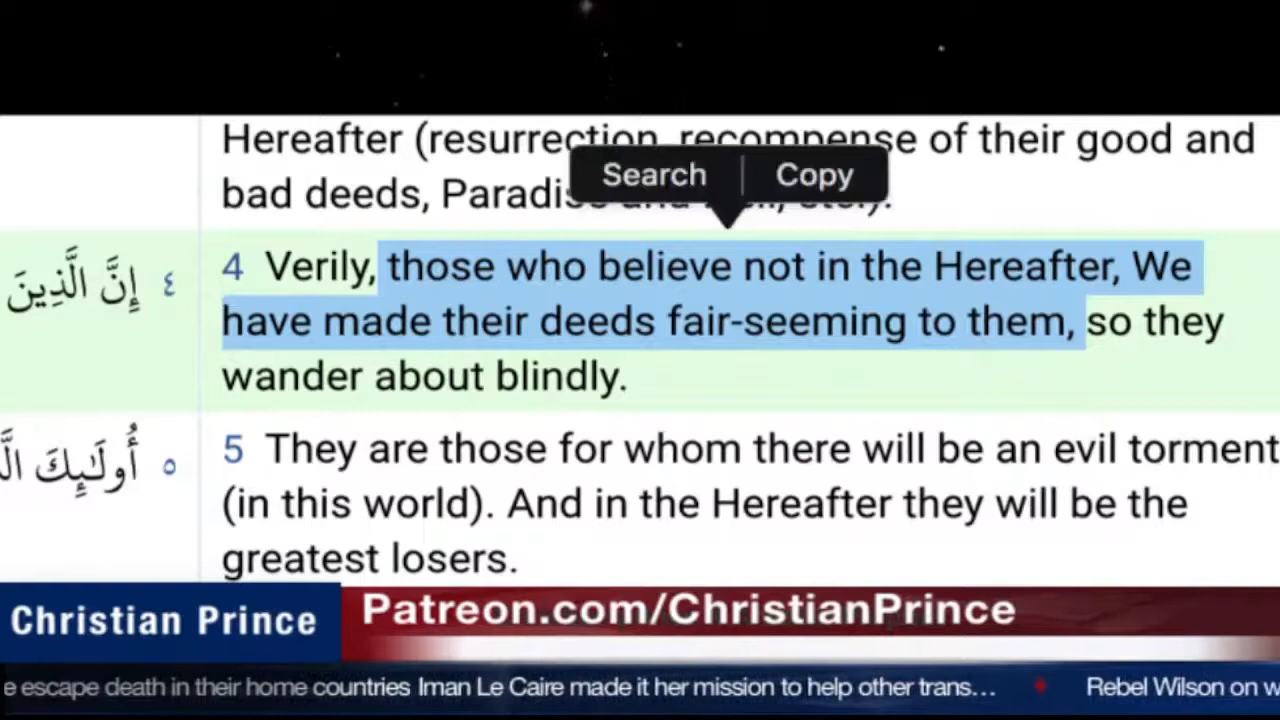 Hereafter (resurrection, recompense of their good and
Search Copy
bad deeds, Paradise and Hell, etc.).
٤ إِنَّ الَّذِينَ
4 Verily, those who believe not in the Hereafter, We
have made their deeds fair-seeming to them, so they
wander about blindly.
٥ أُولَٰئِكَ
5 They are those for whom there will be an evil torment
(in this world). And in the Hereafter they will be the
greatest losers.
Christian Prince
Patreon.com/ChristianPrince
e escape death in their home countries Iman Le Caire made it her mission to help other trans... Rebel Wilson on w